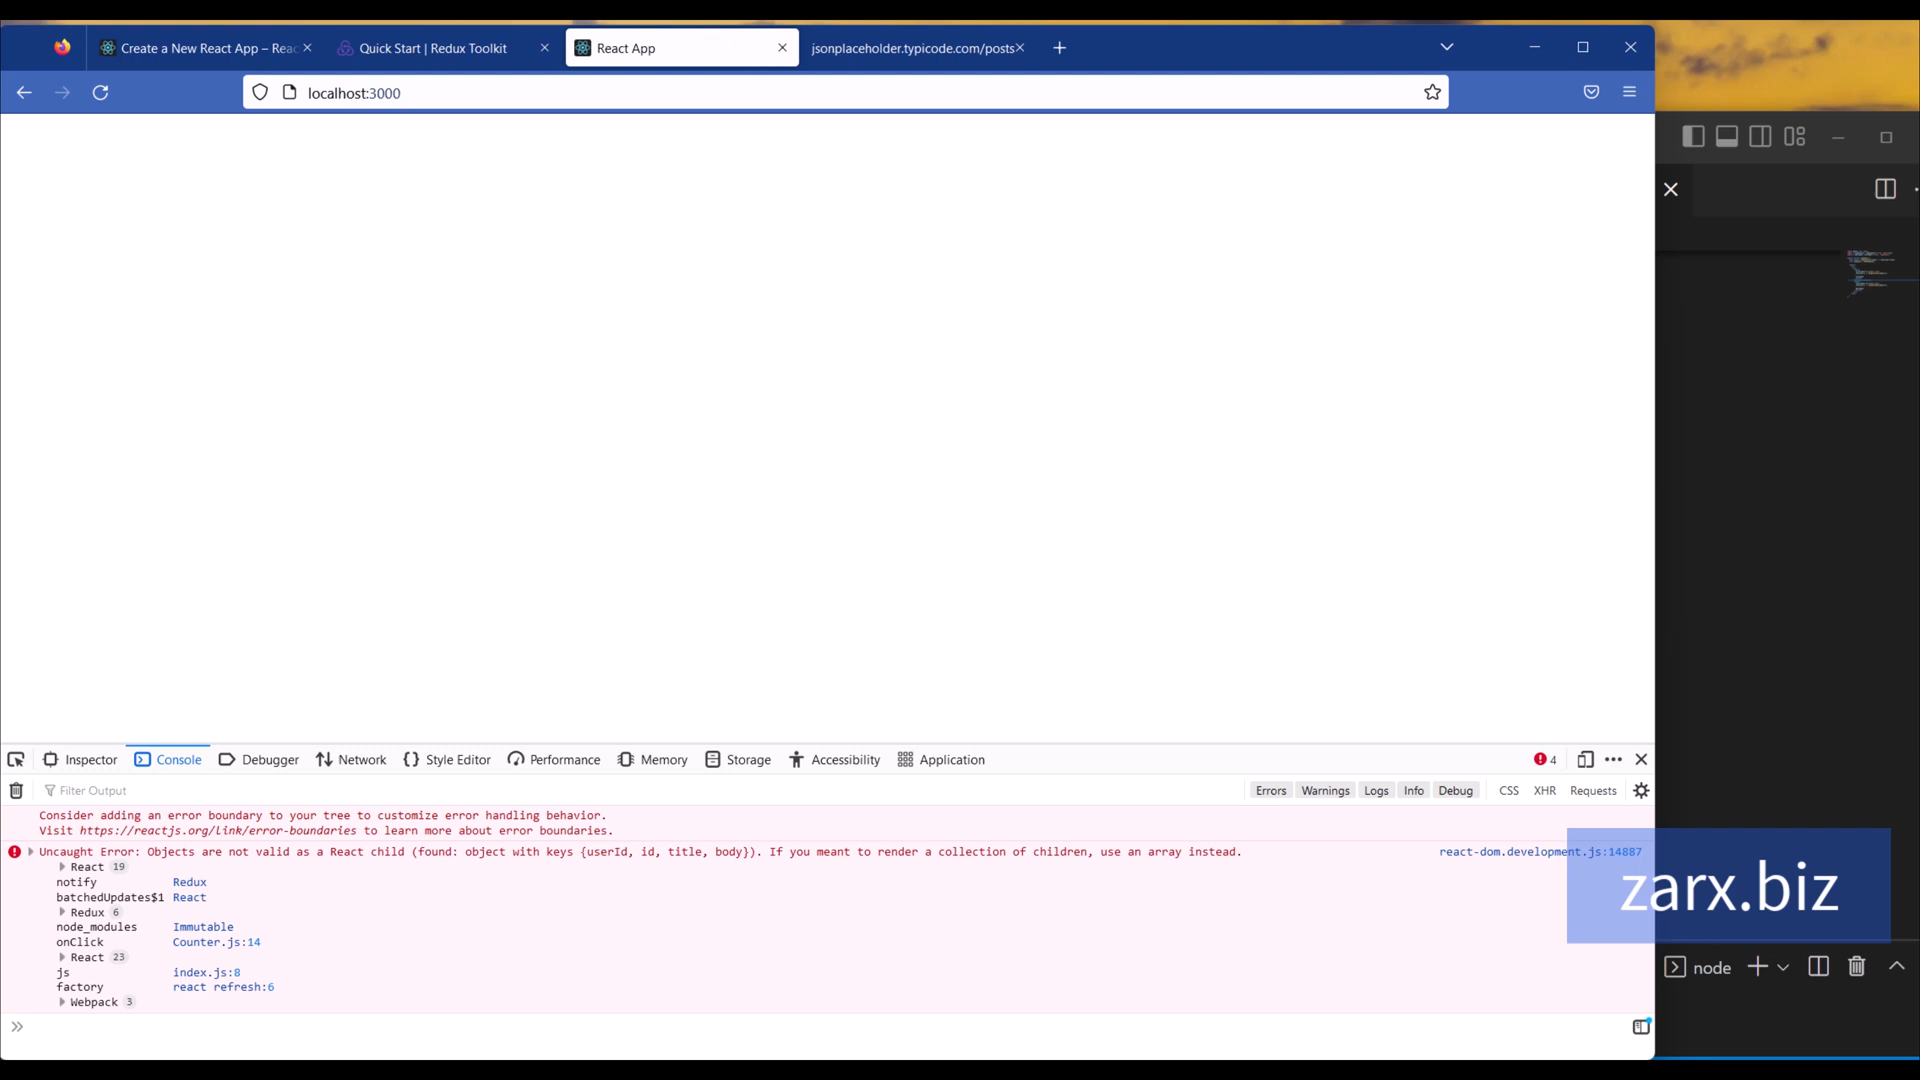 Create a New React App – Reac
Quick Start | Redux Toolkit
React App
jsonplaceholder.typicode.com/posts
localhost:3000
Inspector
Console
Debugger
Network
Style Editor
Performance
Memory
Storage
Accessibility
Application
4
Filter Output
Errors
Warnings
Logs
Info
Debug
CSS
XHR
Requests
Consider adding an error boundary to your tree to customize error handling behavior.
Visit https://reactjs.org/link/error-boundaries to learn more about error boundaries.
Uncaught Error: Objects are not valid as a React child (found: object with keys {userId, id, title, body}). If you meant to render a collection of children, use an array instead.
react-dom.development.js:14887
React 19
notify Redux
batchedUpdates$1 React
Redux 6
node_modules Immutable
onClick Counter.js:14
React 23
js index.js:8
factory react refresh:6
Webpack 3
zarx.biz
node